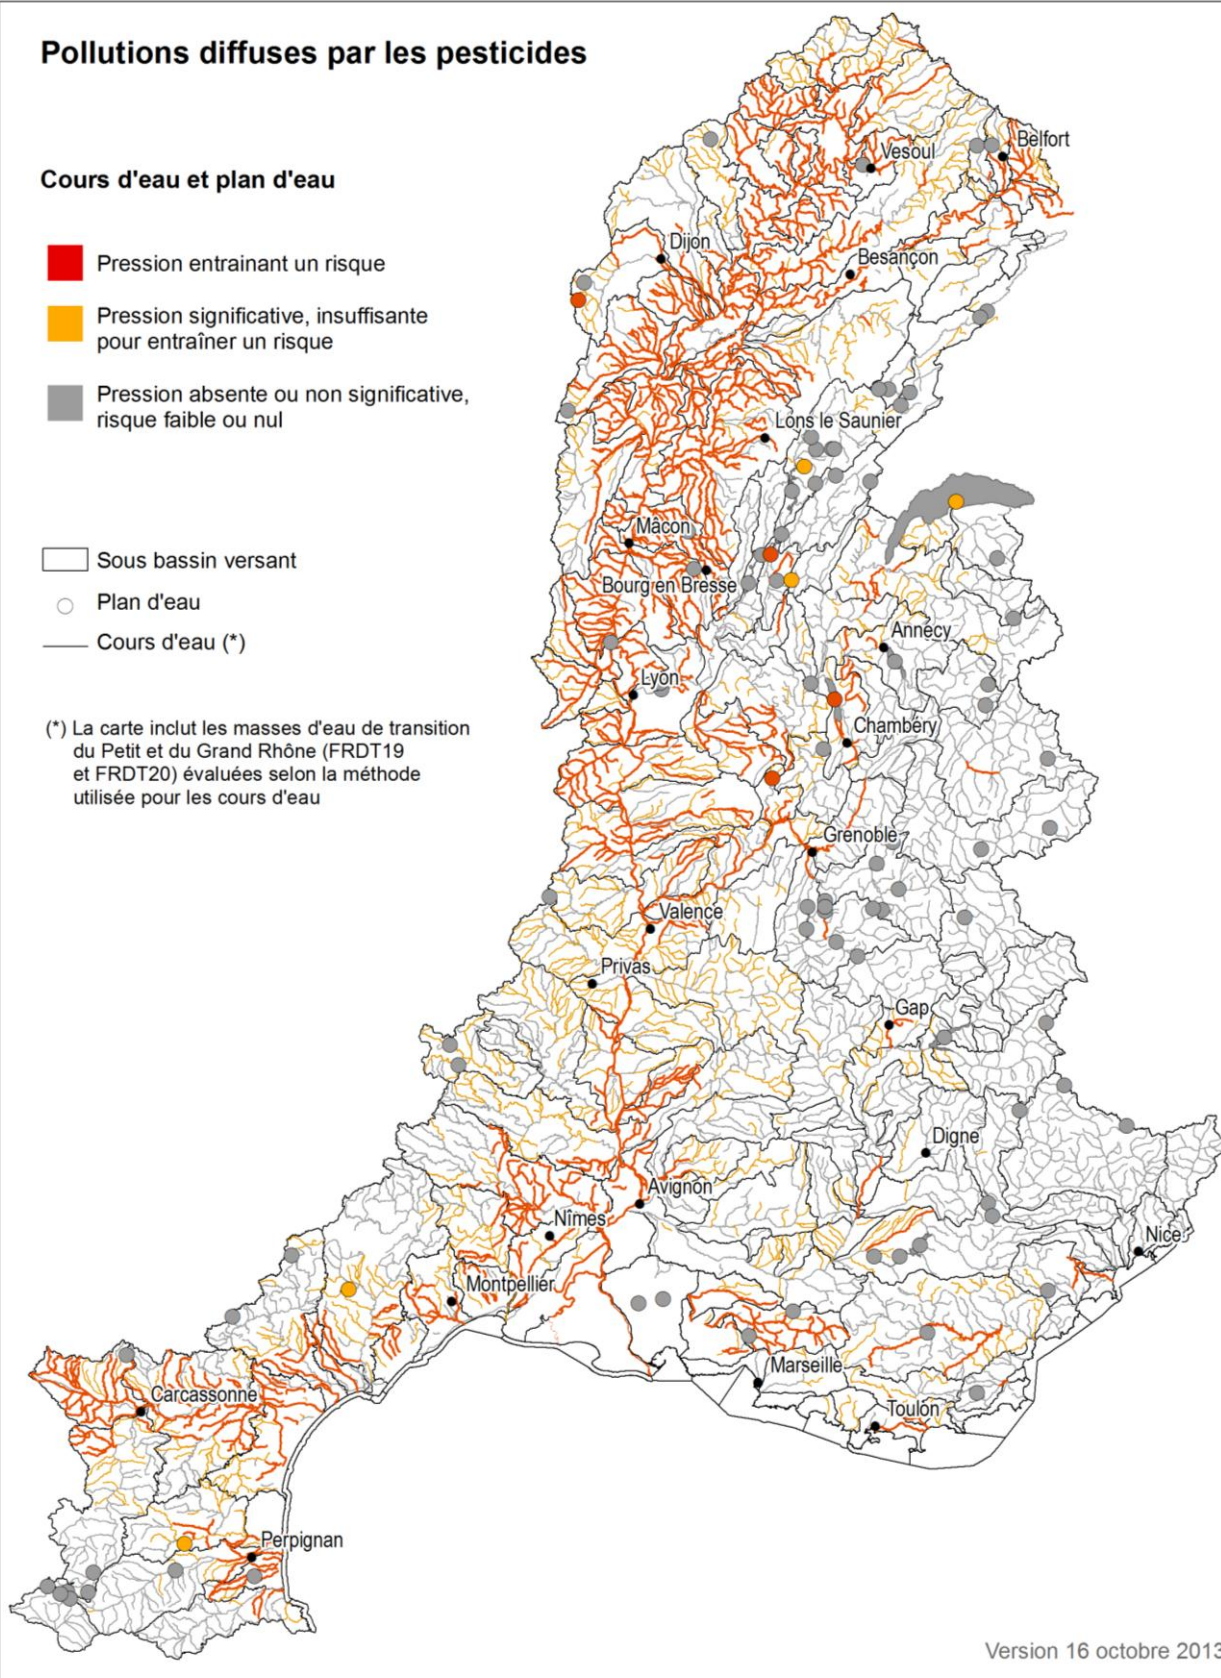 Pollutions diffuses par les pesticides
Cours d'eau et plan d'eau
Pression entrainant un risque
Pression significative, insuffisante
pour entraîner un risque
Pression absente ou non significative,
risque faible ou nul
Sous bassin versant
Plan d'eau
Cours d'eau (*)
(*) La carte inclut les masses d'eau de transition
du Petit et du Grand Rhône (FRDT19
et FRDT20) évaluées selon la méthode
utilisée pour les cours d'eau
Belfort
Vesoul
Dijon
Besançon
Lons le Saunier
Mâcon
Bourg en Bresse
Annecy
Lyon
Chambéry
Grenoble
Valence
Privas
Gap
Digne
Avignon
Nîmes
Nice
Montpellier
Marseille
Carcassonne
Toulon
Perpignan
Version 16 octobre 2013